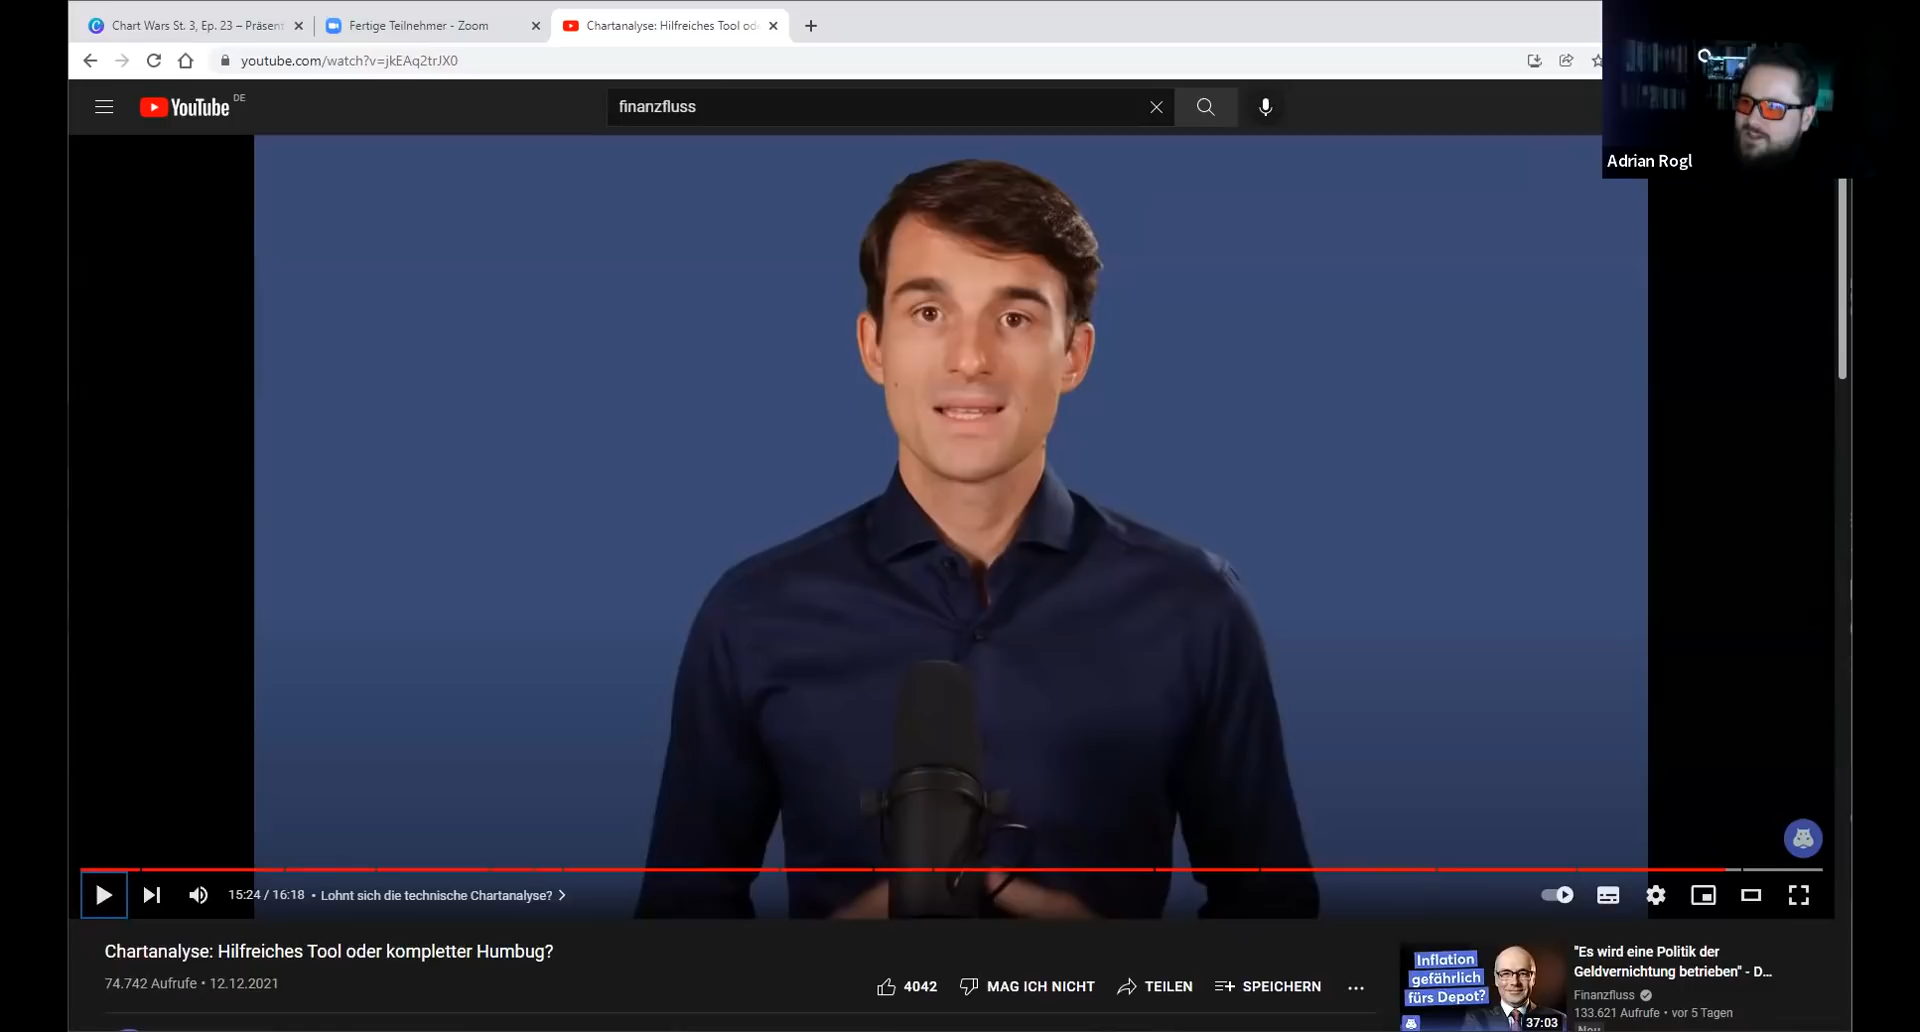 Chart Wars St. 3, Ep. 23 – Präsent
Fertige Teilnehmer - Zoom
Chartanalyse: Hilfreiches Tool od
youtube.com/watch?v=jkEAq2trJX0
YouTube DE
finanzfluss
Adrian Rogl
15:24 / 16:18 • Lohnt sich die technische Chartanalyse?
Chartanalyse: Hilfreiches Tool oder kompletter Humbug?
74.742 Aufrufe • 12.12.2021
4042
MAG ICH NICHT
TEILEN
SPEICHERN
Inflation
gefährlich
fürs Depot?
37:03
"Es wird eine Politik der
Geldvernichtung betrieben" - D...
Finanzfluss
133.621 Aufrufe • vor 5 Tagen
Neu